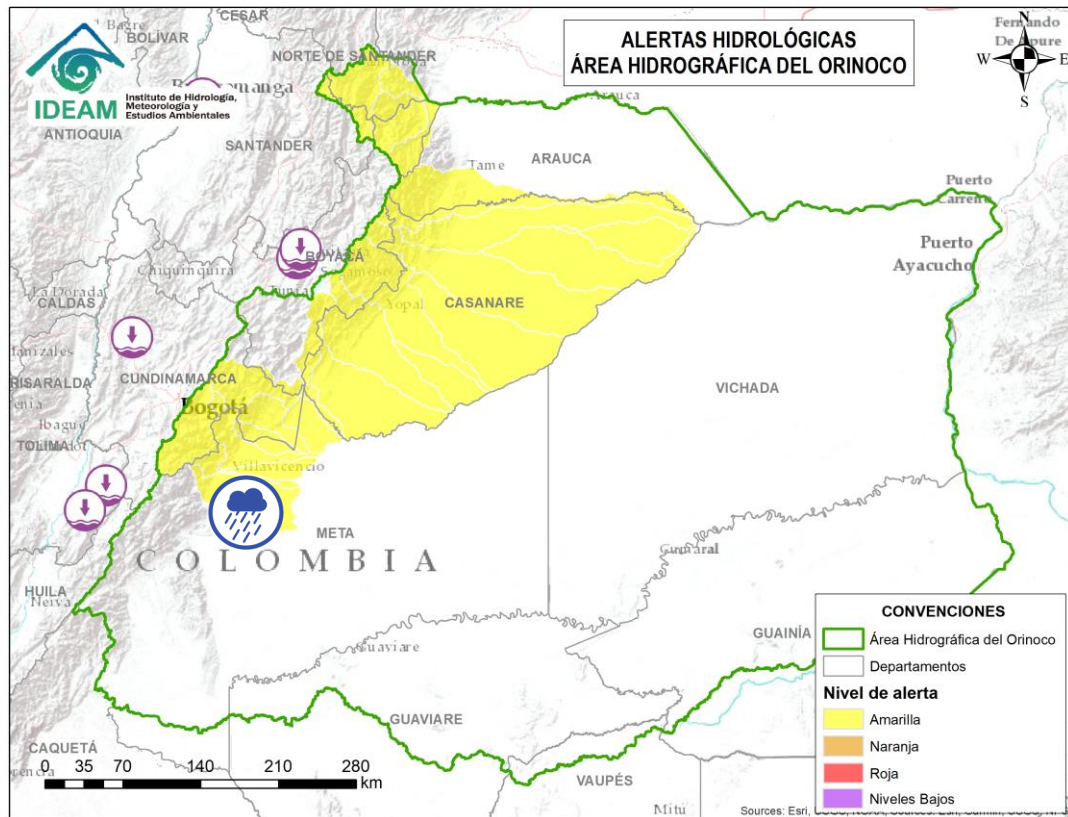 ALERTAS HIDROLÓGICAS
ÁREA HIDROGRÁFICA DEL ORINOCO
IDEAM
Instituto de Hidrología,
Meteorología y
Estudios Ambientales
N
W
E
S
Bagre
BOLÍVAR
CESAR
Fernando
De Apure
NORTE DE SANTANDER
ANTIOQUIA
SANTANDER
Arauca
ARAUCA
Tame
Puerto
Carreño
Puerto
Ayacucho
Chiquinquira
BOYACÁ
Sogamoso
Tunja
La Dorada
CALDAS
Yopal
CASANARE
Manizales
CUNDINAMARCA
RISARALDA
Bogotá
VICHADA
Ibague
TOLIMA
Villavicencio
META
COLOMBIA
Cumaral
HUILA
Neiva
GUAINÍA
Guaviare
GUAVIARE
CAQUETÁ
VAUPÉS
Mitú
0 35 70 140 210 280
km
CONVENCIONES
Área Hidrográfica del Orinoco
Departamentos
Nivel de alerta
Amarilla
Naranja
Roja
Niveles Bajos
Sources: Esri,